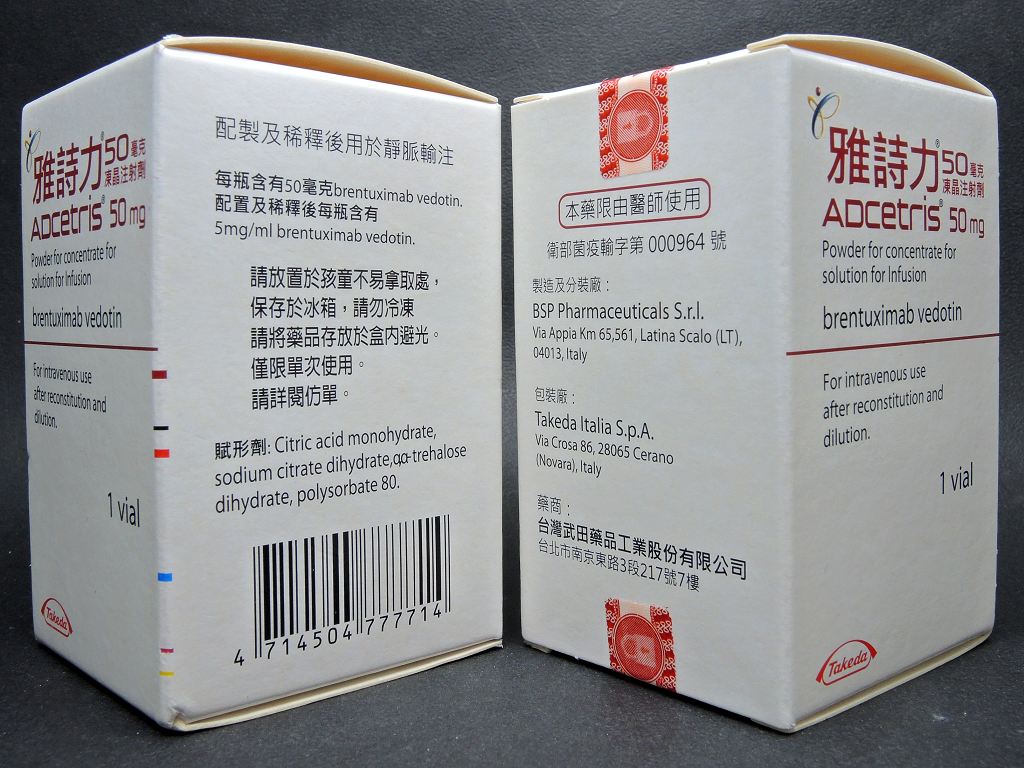 雅詩力® 50 毫克
凍晶注射劑
ADCETRIS® 50 mg
Powder for concentrate for
solution for Infusion
brentuximab vedotin
For intravenous use
after reconstitution and
dilution.
1 vial
Takeda
配製及稀釋後用於靜脈輸注
每瓶含有50毫克brentuximab vedotin.
配置及稀釋後每瓶含有
5mg/ml brentuximab vedotin.
請放置於孩童不易拿取處，
保存於冰箱，請勿冷凍
請將藥品存放於盒內避光。
僅限單次使用。
請詳閱仿單。
賦形劑: Citric acid monohydrate,
sodium citrate dihydrate,αα-trehalose
dihydrate, polysorbate 80.
4 714504 777714
本藥限由醫師使用
衛部菌疫輸字第 000964 號
製造及分裝廠：
BSP Pharmaceuticals S.r.l.
Via Appia Km 65,561, Latina Scalo (LT),
04013, Italy
包裝廠：
Takeda Italia S.p.A.
Via Crosa 86, 28065 Cerano
(Novara), Italy
藥商：
台灣武田藥品工業股份有限公司
台北市南京東路3段217號7樓
雅詩力® 50 毫克
凍晶注射劑
ADCETRIS® 50 mg
Powder for concentrate for
solution for Infusion
brentuximab vedotin
For intravenous use
after reconstitution and
dilution.
1 vial
Takeda